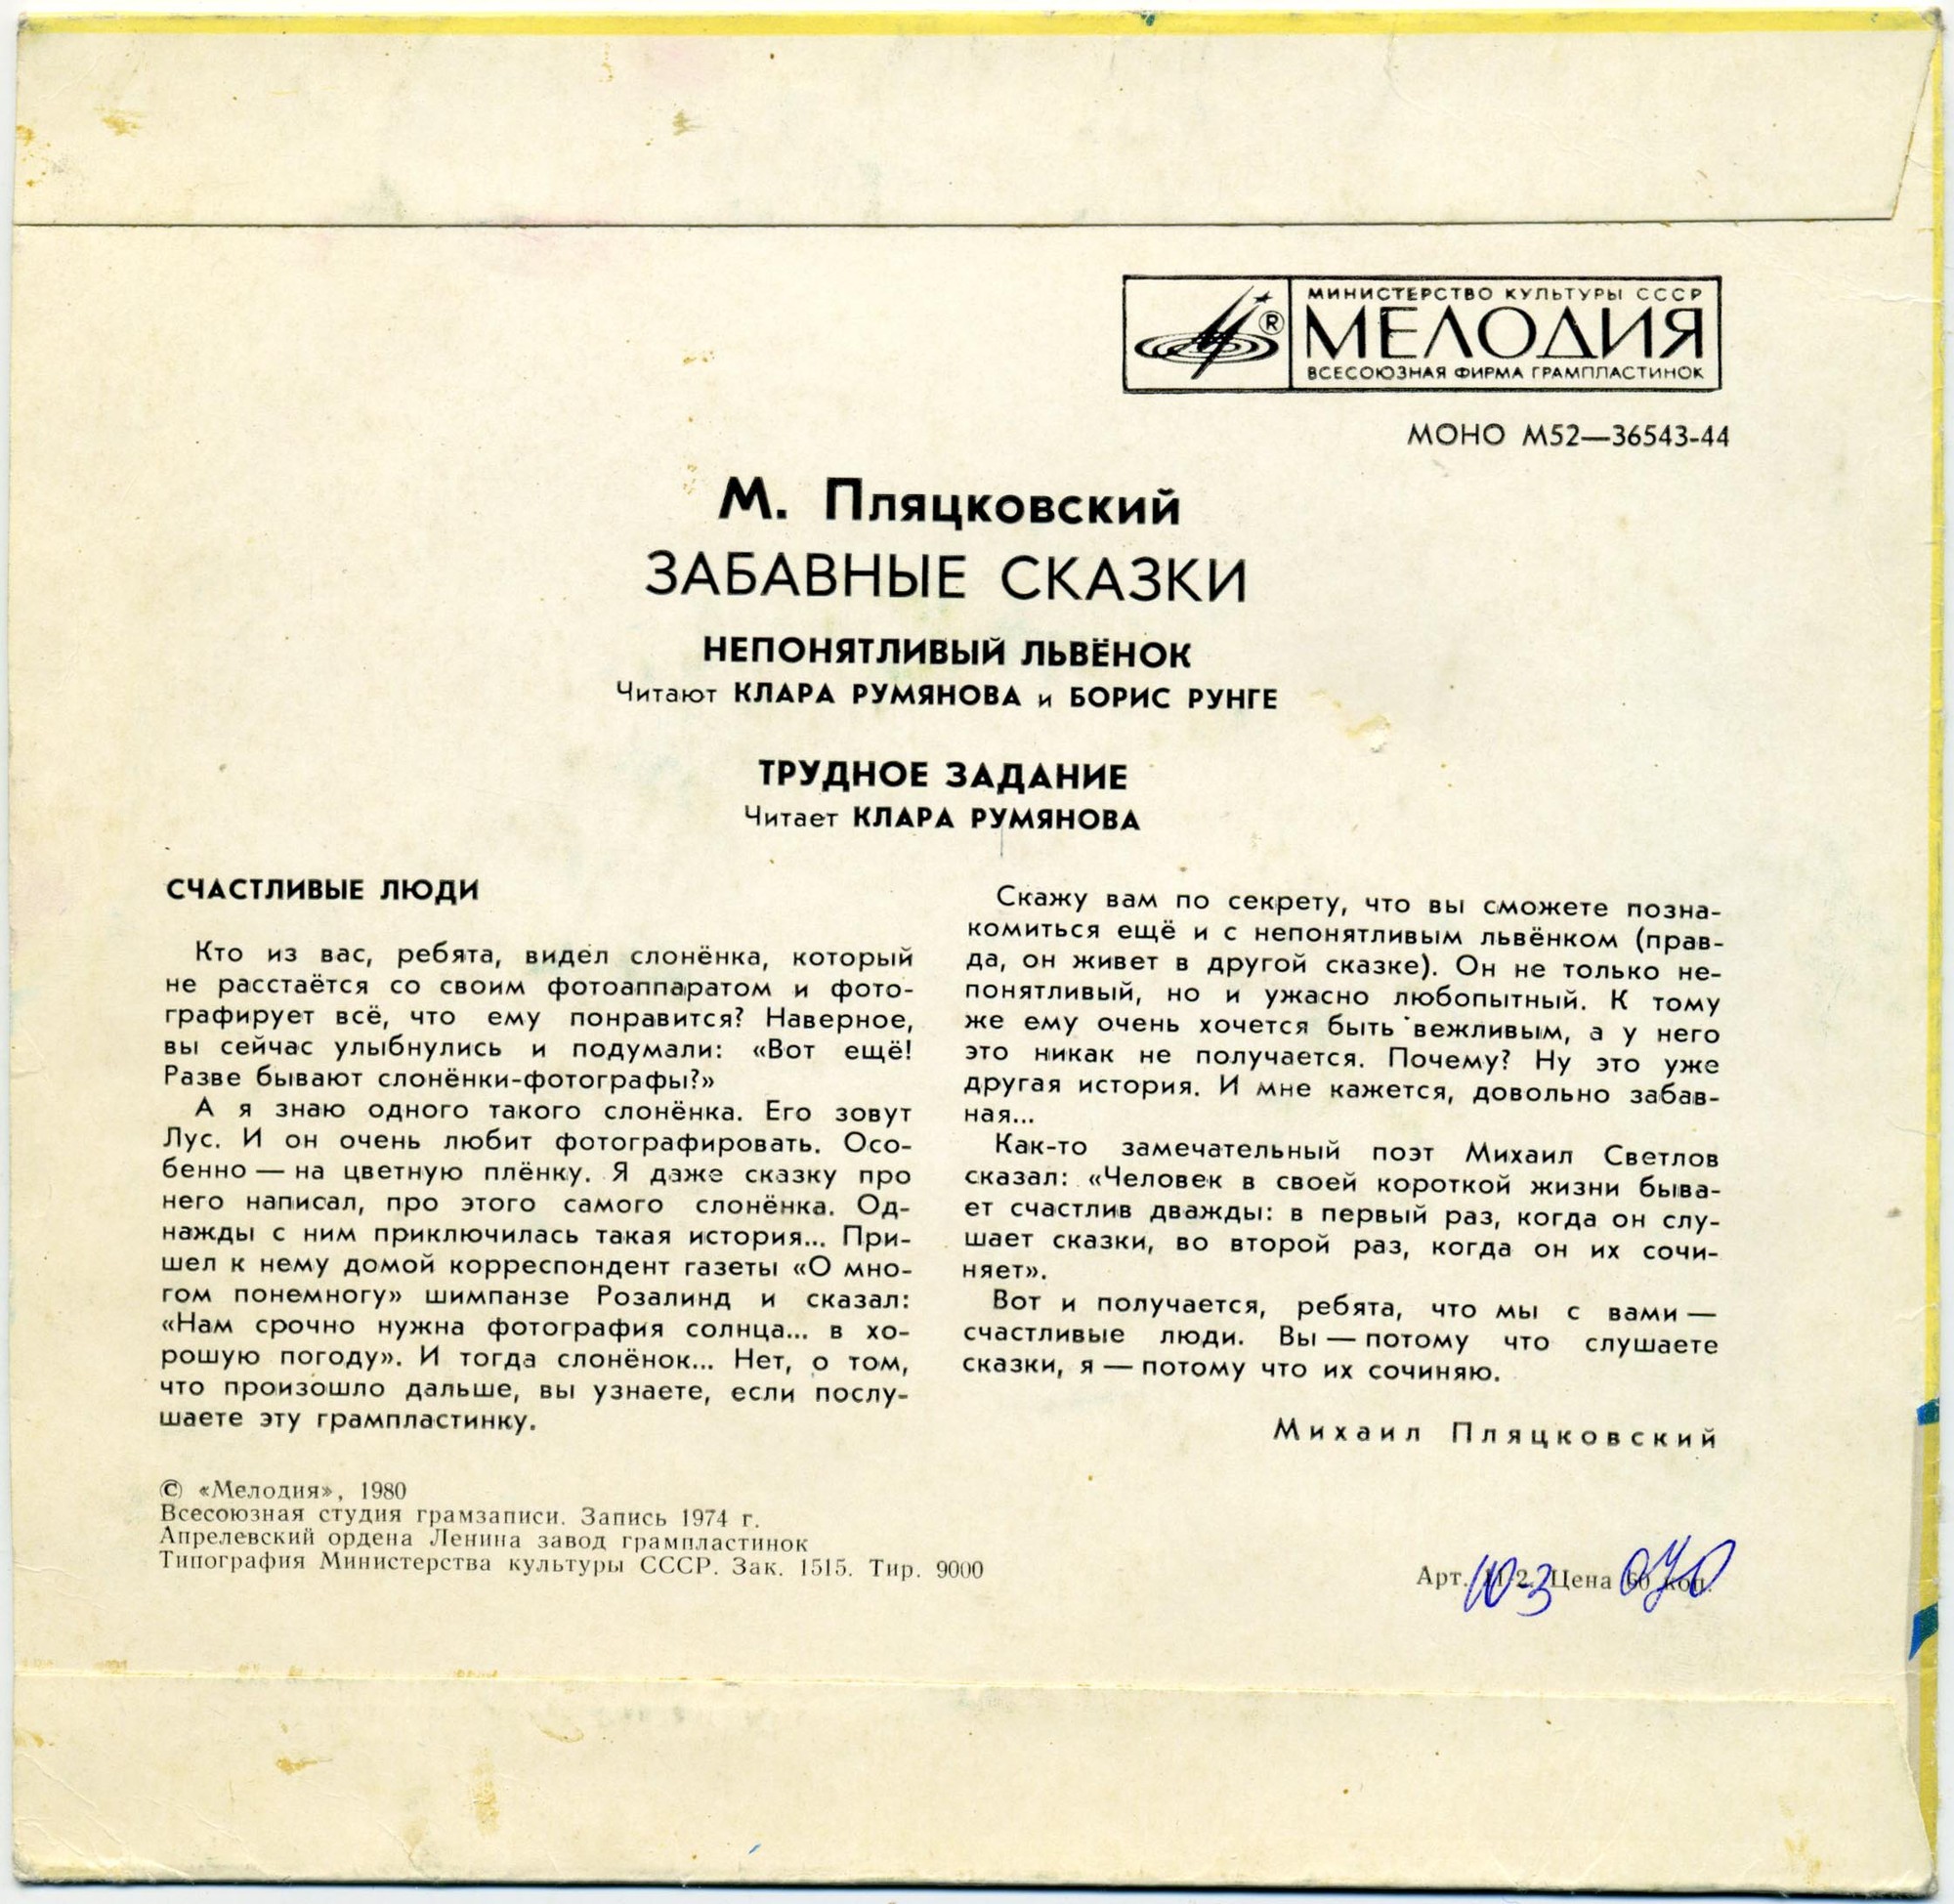 МИНИСТЕРСТВО КУЛЬТУРЫ СССР
МЕЛОДИЯ
ВСЕСОЮЗНАЯ ФИРМА ГРАМПЛАСТИНОК
МОНО М52—36543-44
М. Пляцковский
ЗАБАВНЫЕ СКАЗКИ
НЕПОНЯТЛИВЫЙ ЛЬВЁНОК
Читают КЛАРА РУМЯНОВА и БОРИС РУНГЕ
ТРУДНОЕ ЗАДАНИЕ
Читает КЛАРА РУМЯНОВА
СЧАСТЛИВЫЕ ЛЮДИ
Кто из вас, ребята, видел слонёнка, который
не расстаётся со своим фотоаппаратом и фото-
графирует всё, что ему понравится? Наверное,
вы сейчас улыбнулись и подумали: «Вот ещё!
Разве бывают слонёнки-фотографы?»
А я знаю одного такого слонёнка. Его зовут
Лус. И он очень любит фотографировать. Осо-
бенно — на цветную плёнку. Я даже сказку про
него написал, про этого самого слонёнка. Од-
нажды с ним приключилась такая история... При-
шел к нему домой корреспондент газеты «О мно-
гом понемногу» шимпанзе Розалинд и сказал:
«Нам срочно нужна фотография солнца... в хо-
рошую погоду». И тогда слонёнок... Нет, о том,
что произошло дальше, вы узнаете, если послу-
шаете эту грампластинку.
Скажу вам по секрету, что вы сможете позна-
комиться ещё и с непонятливым львёнком (прав-
да, он живет в другой сказке). Он не только не-
понятливый, но и ужасно любопытный. К тому
же ему очень хочется быть вежливым, а у него
это никак не получается. Почему? Ну это уже
другая история. И мне кажется, довольно забав-
ная...
Как-то замечательный поэт Михаил Светлов
сказал: «Человек в своей короткой жизни быва-
ет счастлив дважды: в первый раз, когда он слу-
шает сказки, во второй раз, когда он их сочи-
няет».
Вот и получается, ребята, что мы с вами —
счастливые люди. Вы — потому что слушаете
сказки, я — потому что их сочиняю.
Михаил Пляцковский
© «Мелодия», 1980
Всесоюзная студия грамзаписи. Запись 1974 г.
Апрелевский ордена Ленина завод грампластинок
Типография Министерства культуры СССР. Зак. 1515. Тир. 9000
Арт. Цена коп.